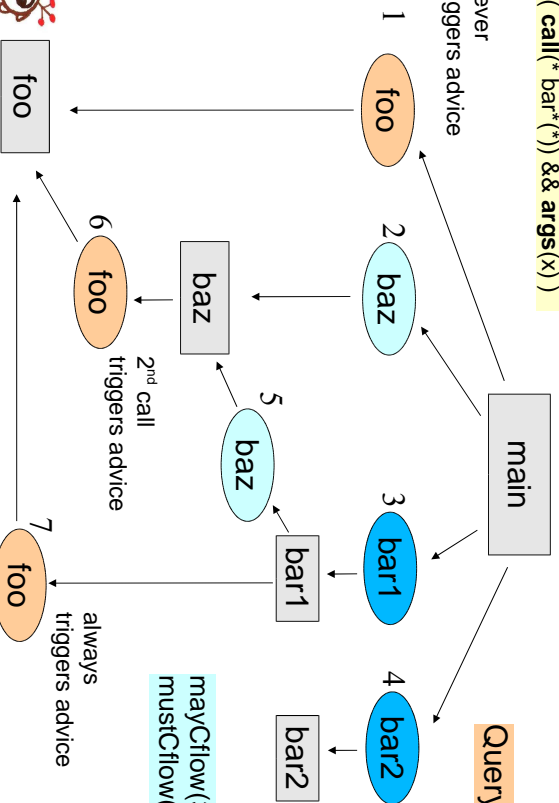 ( call(* bar*(*)) && args(x) )
main
Query
ever
iggers advice
1
foo
2
baz
3
bar1
4
bar2
bar1
bar2
5
baz
baz
mayCflow(
mustCflow(
2nd call
triggers advice
6
foo
always
triggers advice
7
foo
foo